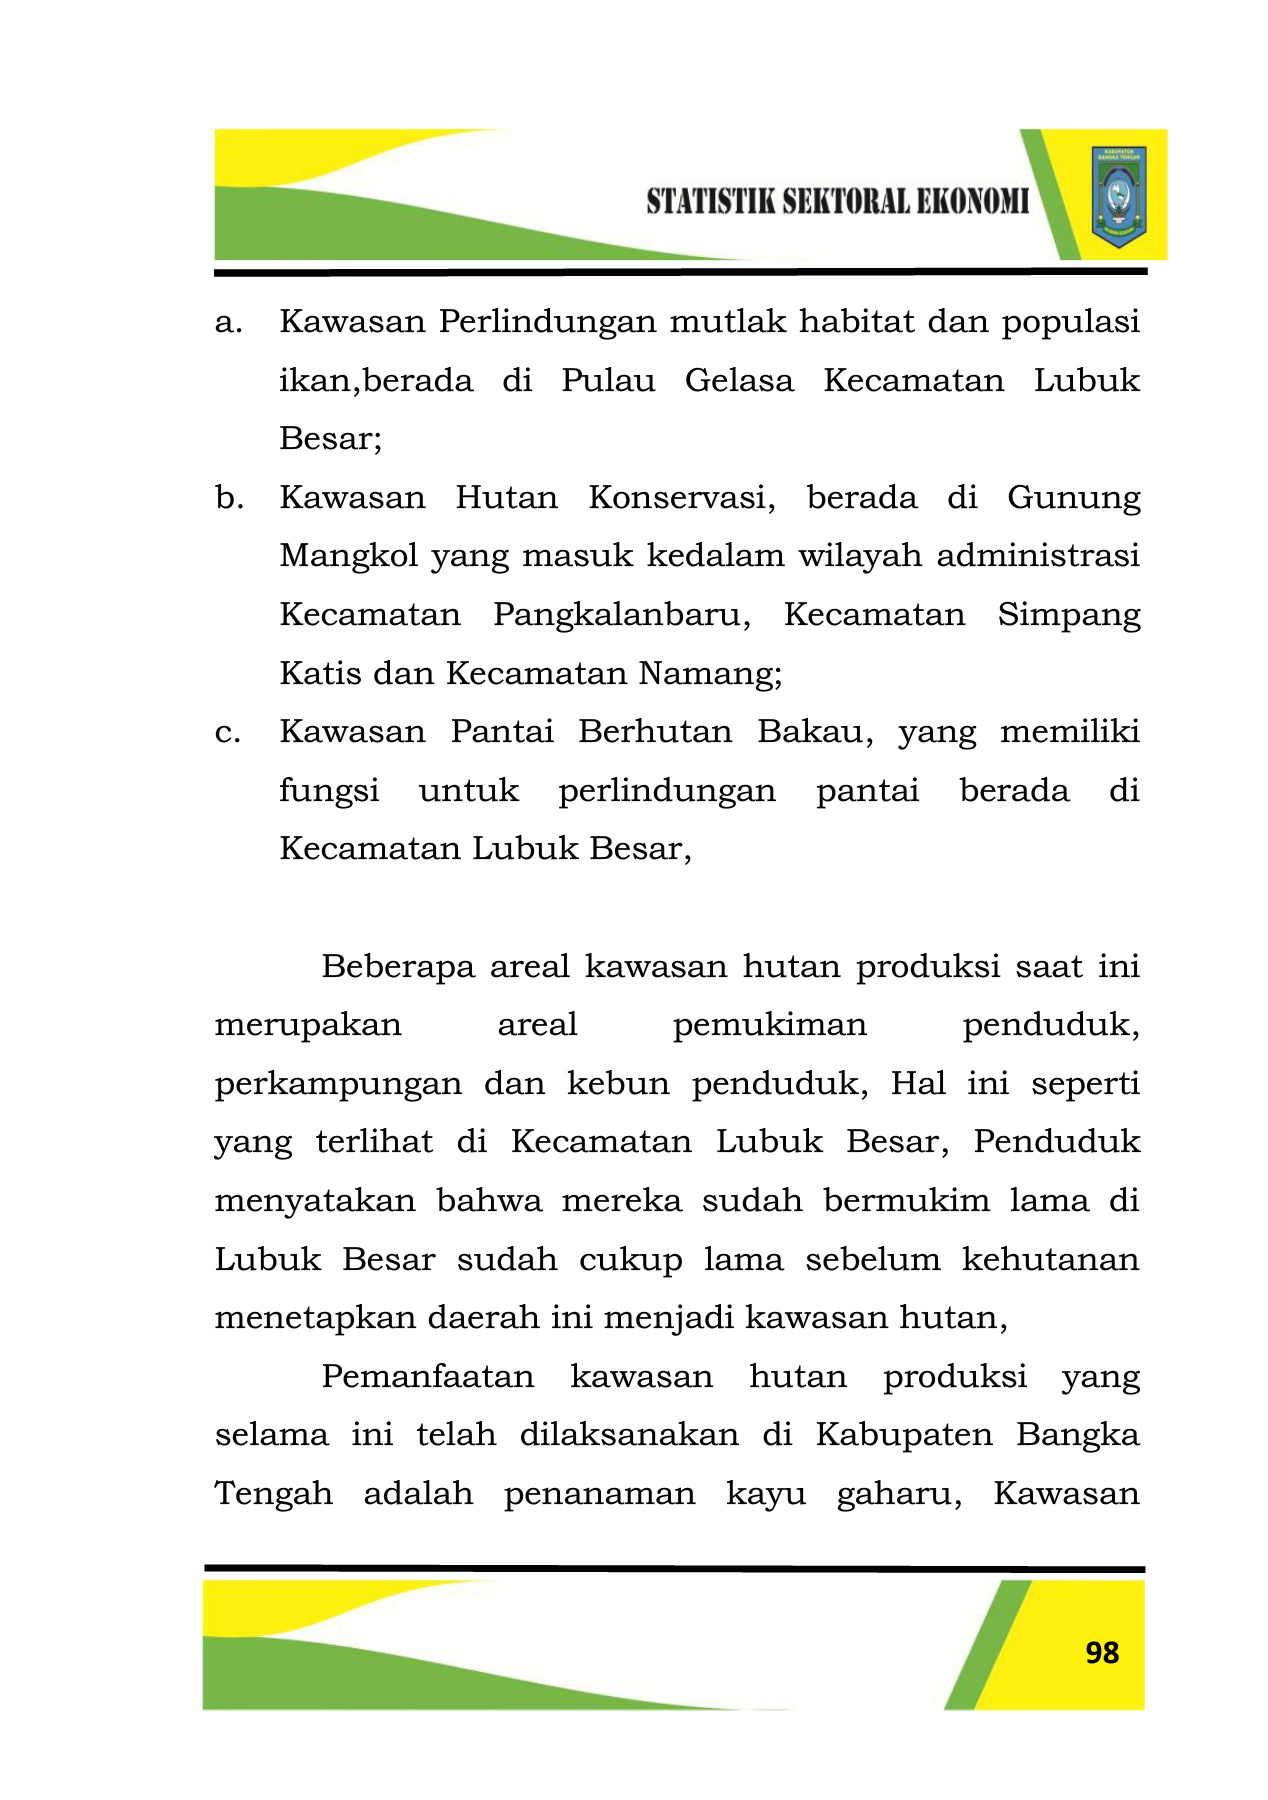 STATISTIK SEKTORAL EKONOMI
KABUPATEN
BANGKA TENGAH
a. Kawasan Perlindungan mutlak habitat dan populasi
ikan,berada di Pulau Gelasa Kecamatan Lubuk
Besar;
b. Kawasan Hutan Konservasi, berada di Gunung
Mangkol yang masuk kedalam wilayah administrasi
Kecamatan Pangkalanbaru, Kecamatan Simpang
Katis dan Kecamatan Namang;
c. Kawasan Pantai Berhutan Bakau, yang memiliki
fungsi untuk perlindungan pantai berada di
Kecamatan Lubuk Besar,
Beberapa areal kawasan hutan produksi saat ini
merupakan areal pemukiman penduduk,
perkampungan dan kebun penduduk, Hal ini seperti
yang terlihat di Kecamatan Lubuk Besar, Penduduk
menyatakan bahwa mereka sudah bermukim lama di
Lubuk Besar sudah cukup lama sebelum kehutanan
menetapkan daerah ini menjadi kawasan hutan,
Pemanfaatan kawasan hutan produksi yang
selama ini telah dilaksanakan di Kabupaten Bangka
Tengah adalah penanaman kayu gaharu, Kawasan
98